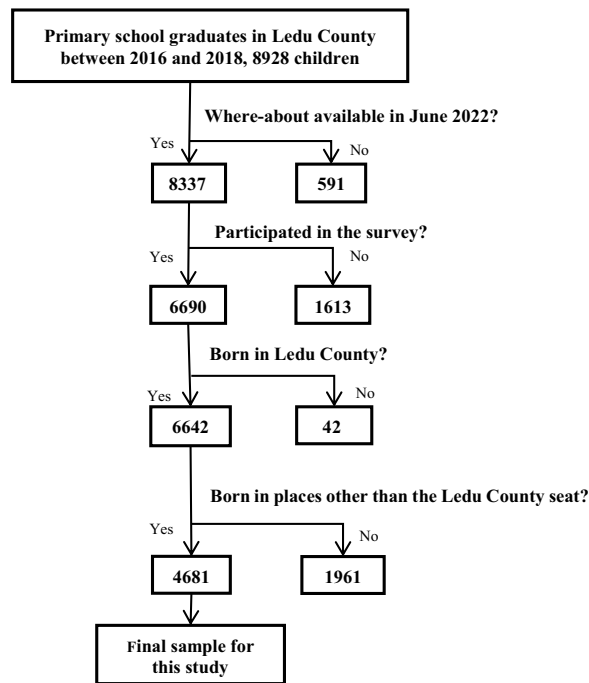 Primary school graduates in Ledu County
between 2016 and 2018, 8928 children
Where-about available in June 2022?
Yes
No
8337
591
Participated in the survey?
Yes
No
6690
1613
Born in Ledu County?
Yes
No
6642
42
Born in places other than the Ledu County seat?
Yes
No
4681
1961
Final sample for
this study